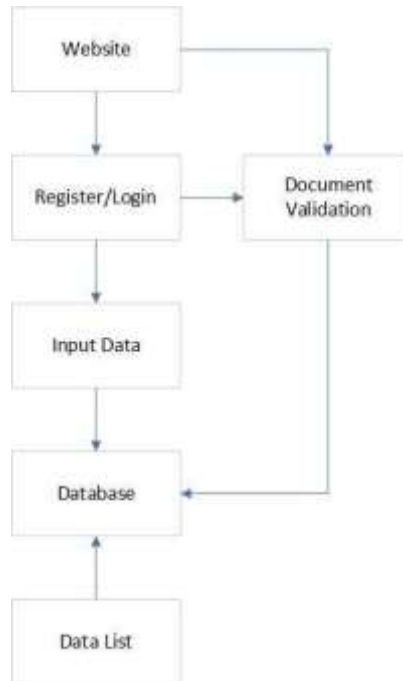 Website
Register/Login
Document
Validation
Input Data
Database
Data List